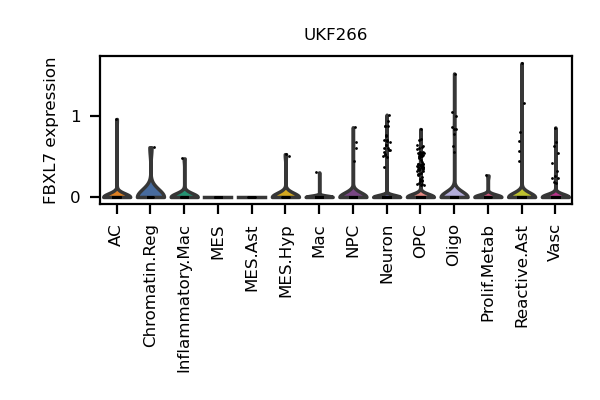 UKF266
FBXL7 expression
1
0
AC
Chromatin.Reg
Inflammatory.Mac
MES
MES.Ast
MES.Hyp
Mac
NPC
Neuron
OPC
Oligo
Prolif.Metab
Reactive.Ast
Vasc